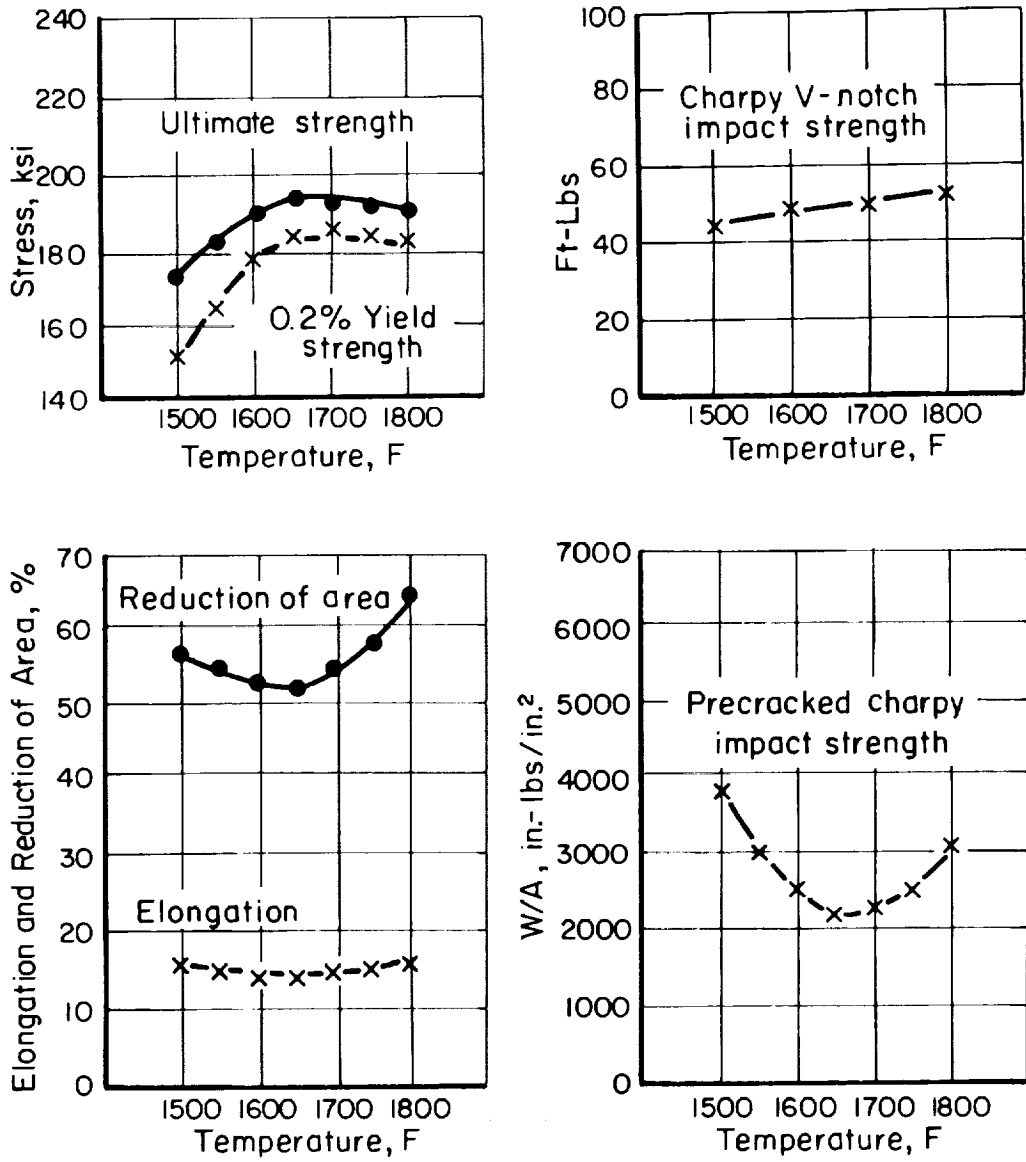 240
220
200
180
160
140
Stress, ksi
Ultimate strength
0.2% Yield
strength
1500 1600 1700 1800
Temperature, F
100
80
60
40
20
0
Ft-Lbs
Charpy V-notch
impact strength
1500 1600 1700 1800
Temperature, F
70
60
50
40
30
20
10
0
Elongation and Reduction of Area, %
Reduction of area
Elongation
1500 1600 1700 1800
Temperature, F
7000
6000
5000
4000
3000
2000
1000
0
W/A, in.-lbs/in.²
Precracked Charpy
impact strength
1500 1600 1700 1800
Temperature, F